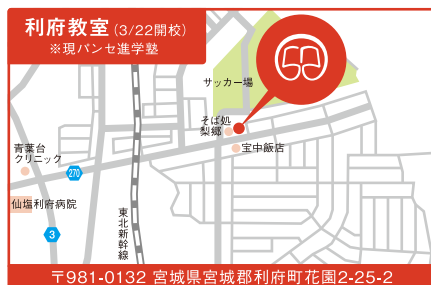 利府教室(3/22開校)
※現パンセ進学塾
サッカー場
そば処
梨郷
宝中飯店
青葉台
クリニック
270
仙塩利府病院
3
東北新幹線
〒981-0132 宮城県宮城郡利府町花園2-25-2